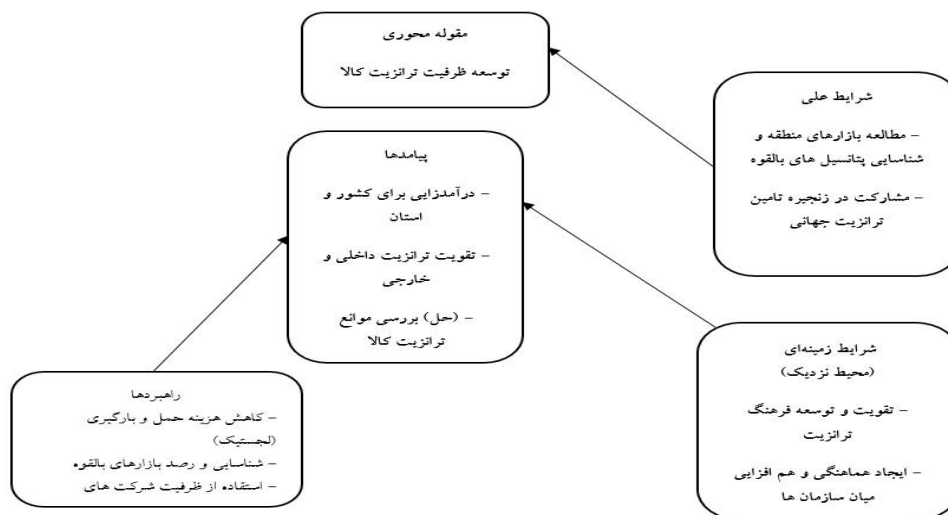 مقوله محوری
توسعه ظرفیت ترانزیت کالا
شرایط علی
– مطالعه بازارهای منطقه و
شناسایی پتانسیل های بالقوه
– مشارکت در زنجیره تامین
ترانزیت جهانی
پیامدها
– درآمدزایی برای کشور و
استان
– تقویت ترانزیت داخلی و
خارجی
– (حل) بررسی موانع
ترانزیت کالا
شرایط زمینه‌ای
(محیط نزدیک)
– تقویت و توسعه فرهنگ
ترانزیت
– ایجاد هماهنگی و هم افزایی
میان سازمان ها
راهبردها
– کاهش هزینه حمل و بارگیری
(لجستیک)
– شناسایی و رصد بازارهای بالقوه
– استفاده از ظرفیت شرکت های